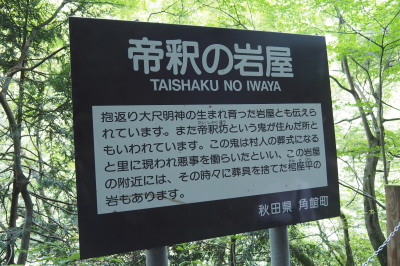 帝釈の岩屋
TAISHAKU NO IWAYA
抱返り大尺明神の生まれ育った岩屋とも伝えら
れています。また帝釈坊という鬼が住んだ所と
もいわれています。この鬼は村人の葬式になる
と里に現われ悪事を働らいたといい、この岩屋
の附近には、その時々に葬具を捨てた棺座平の
岩もあります。
秋田県 角館町